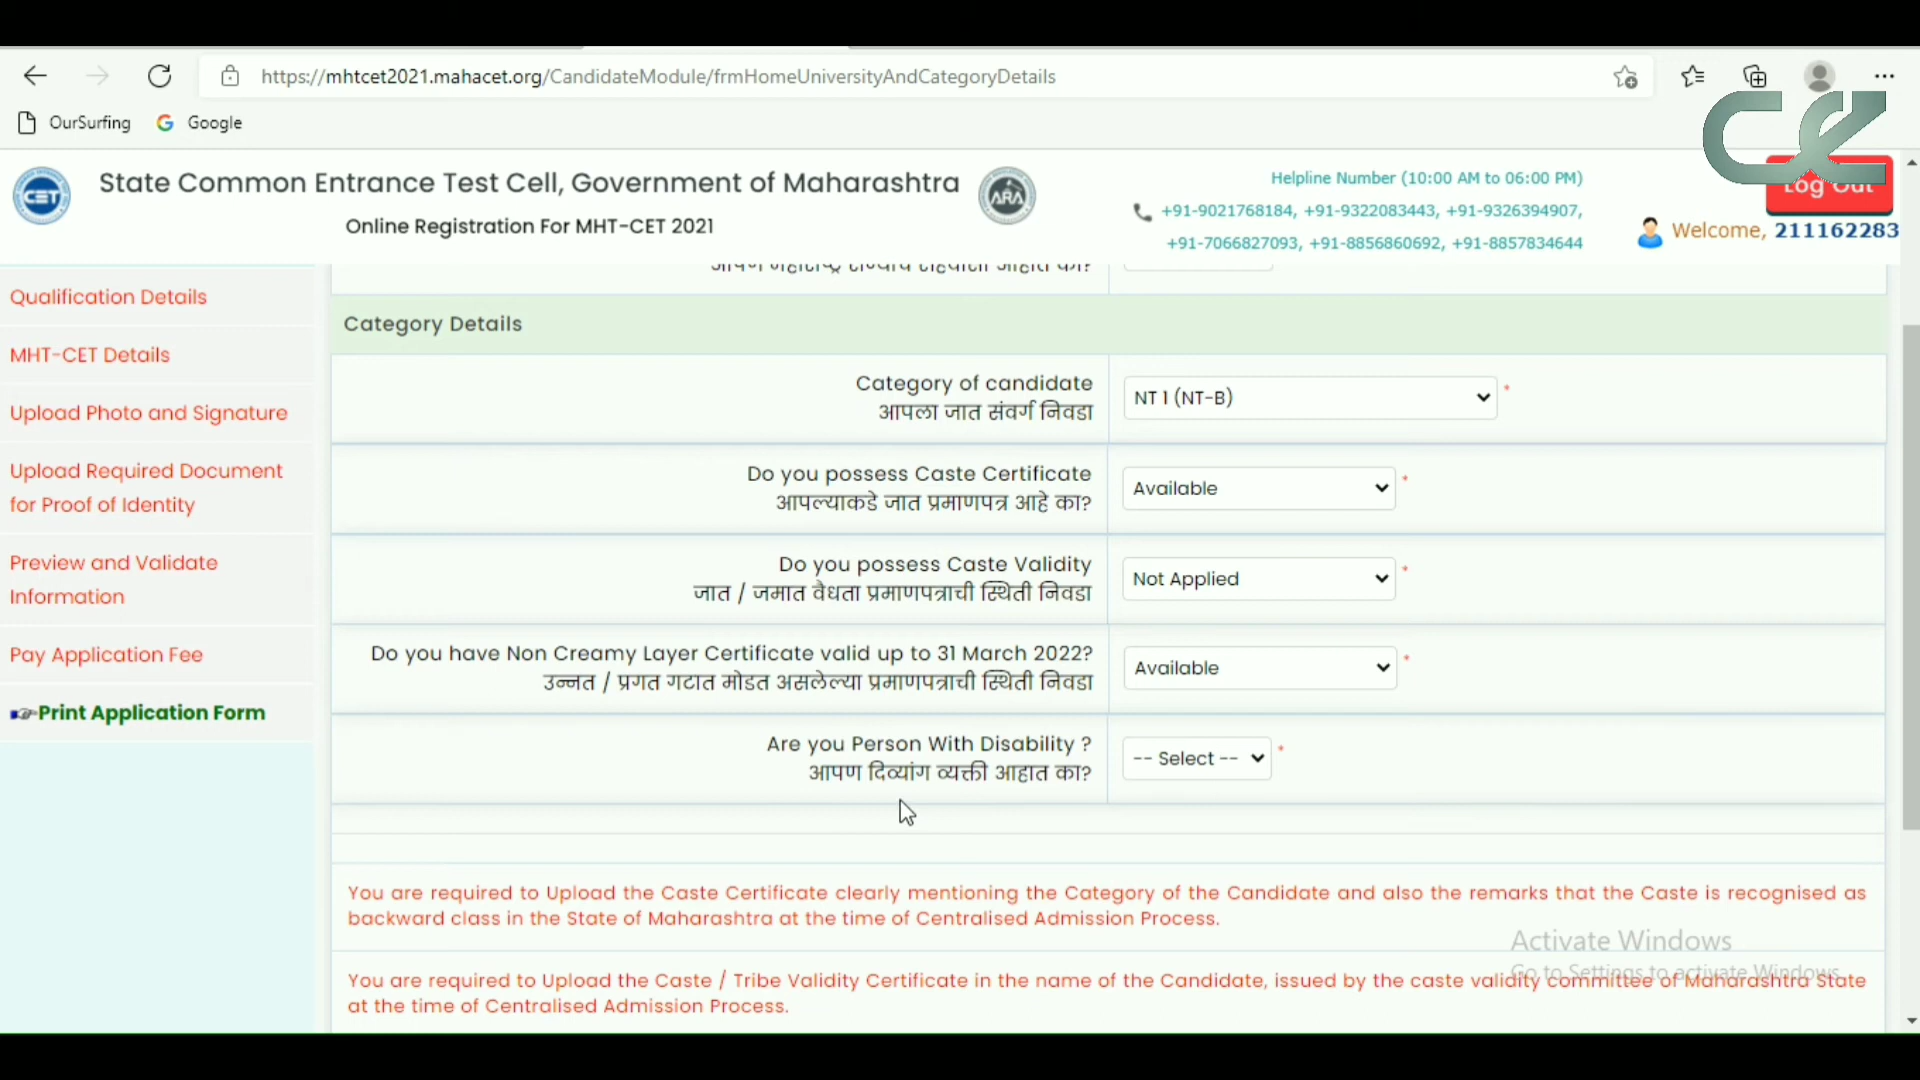 https://mhtcet2021.mahacet.org/CandidateModule/frmHomeUniversityAndCategoryDetails
OurSurfing Google
CET
State Common Entrance Test Cell, Government of Maharashtra
Online Registration For MHT-CET 2021
ARA
Helpline Number (10:00 AM to 06:00 PM)
+91-9021768184, +91-9322083443, +91-9326394907,
+91-7066827093, +91-8856860692, +91-8857834644
Log Out
Welcome, 211162283
Qualification Details
MHT-CET Details
Upload Photo and Signature
Upload Required Document
for Proof of Identity
Preview and Validate
Information
Pay Application Fee
Print Application Form
Category Details
Category of candidate
आपला जात संवर्ग निवडा
NT 1 (NT-B) *
Do you possess Caste Certificate
आपल्याकडे जात प्रमाणपत्र आहे का?
Available *
Do you possess Caste Validity
जात / जमात वैधता प्रमाणपत्राची स्थिती निवडा
Not Applied *
Do you have Non Creamy Layer Certificate valid up to 31 March 2022?
उन्नत / प्रगत गटात मोडत असलेल्या प्रमाणपत्राची स्थिती निवडा
Available *
Are you Person With Disability ?
आपण दिव्यांग व्यक्ती आहात का?
-- Select -- *
You are required to Upload the Caste Certificate clearly mentioning the Category of the Candidate and also the remarks that the Caste is recognised as
backward class in the State of Maharashtra at the time of Centralised Admission Process.
You are required to Upload the Caste / Tribe Validity Certificate in the name of the Candidate, issued by the caste validity committee of Maharashtra State
at the time of Centralised Admission Process.
Activate Windows
Go to Settings to activate Windows.